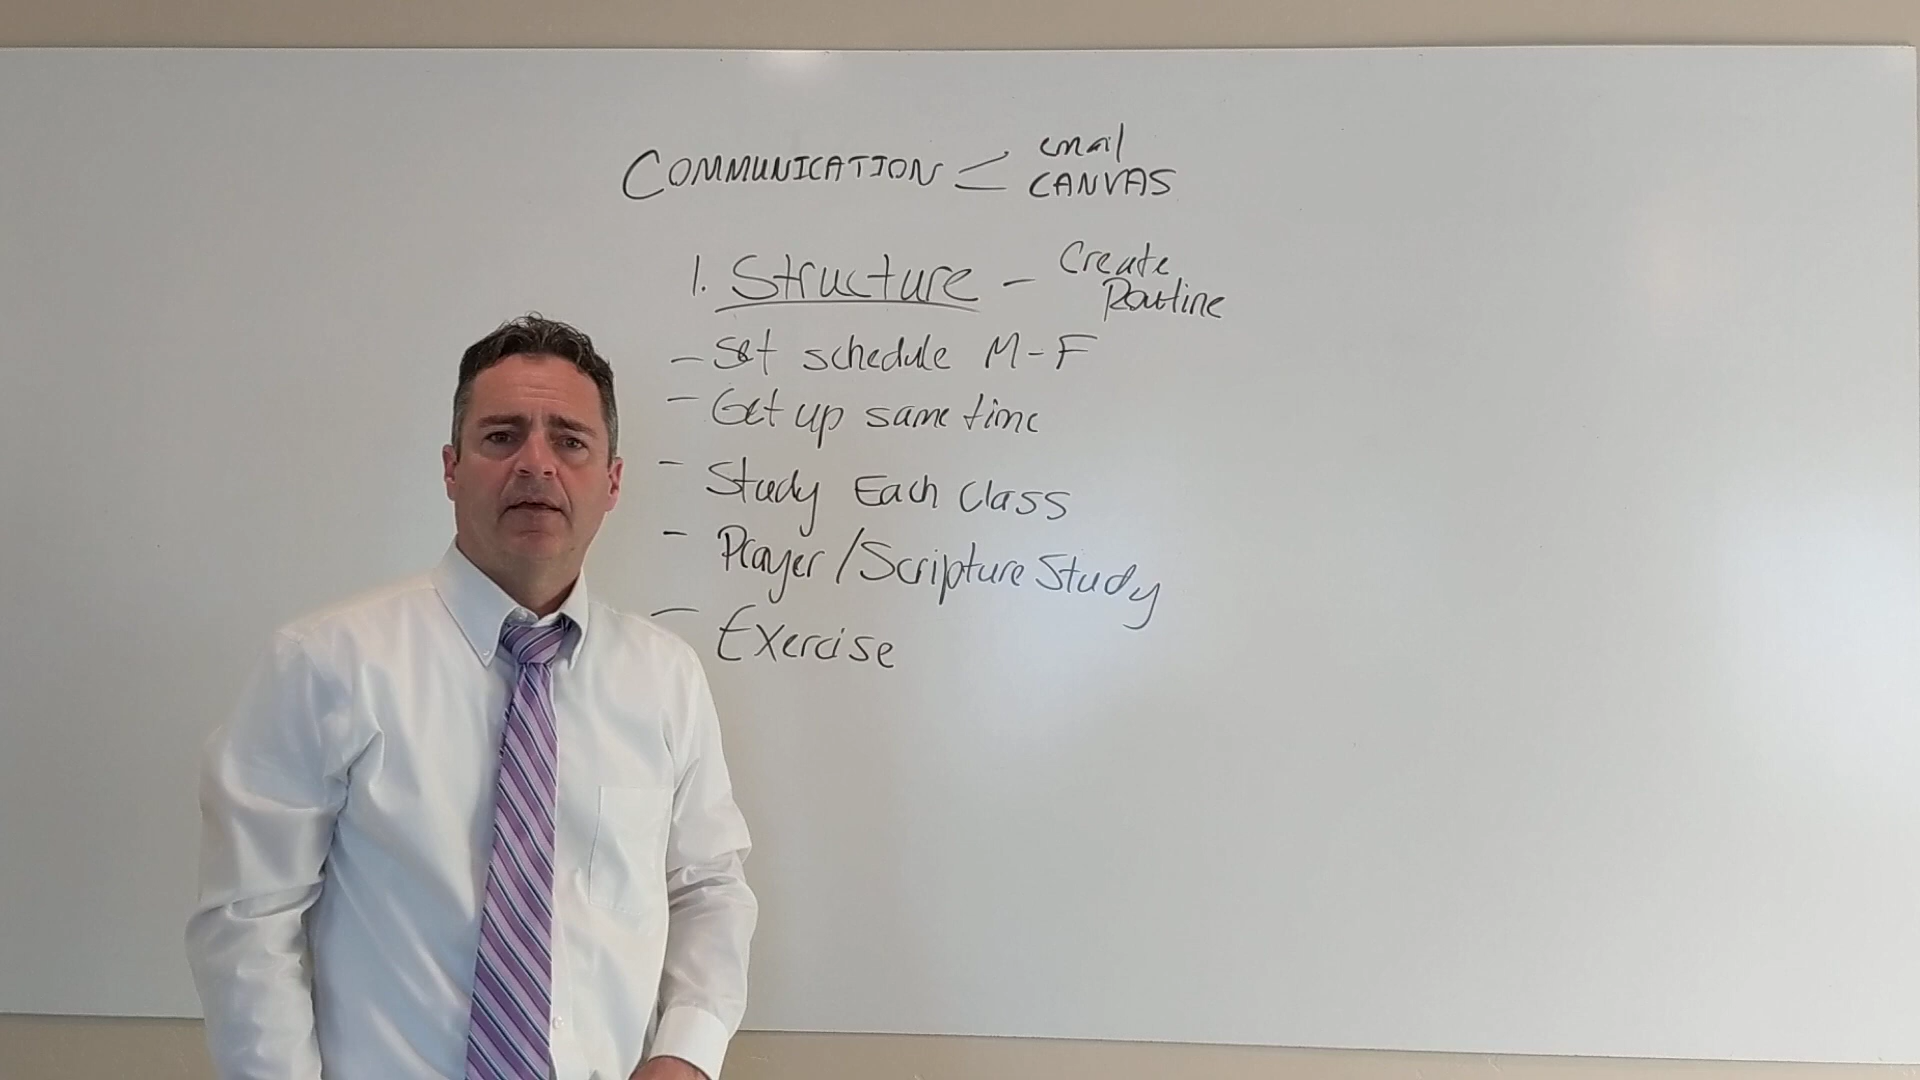 COMMUNICATION < email
CANVAS
1. Structure - Create
Routine
- Set schedule M-F
- Get up same time
- Study Each Class
- Prayer/Scripture Study
- Exercise